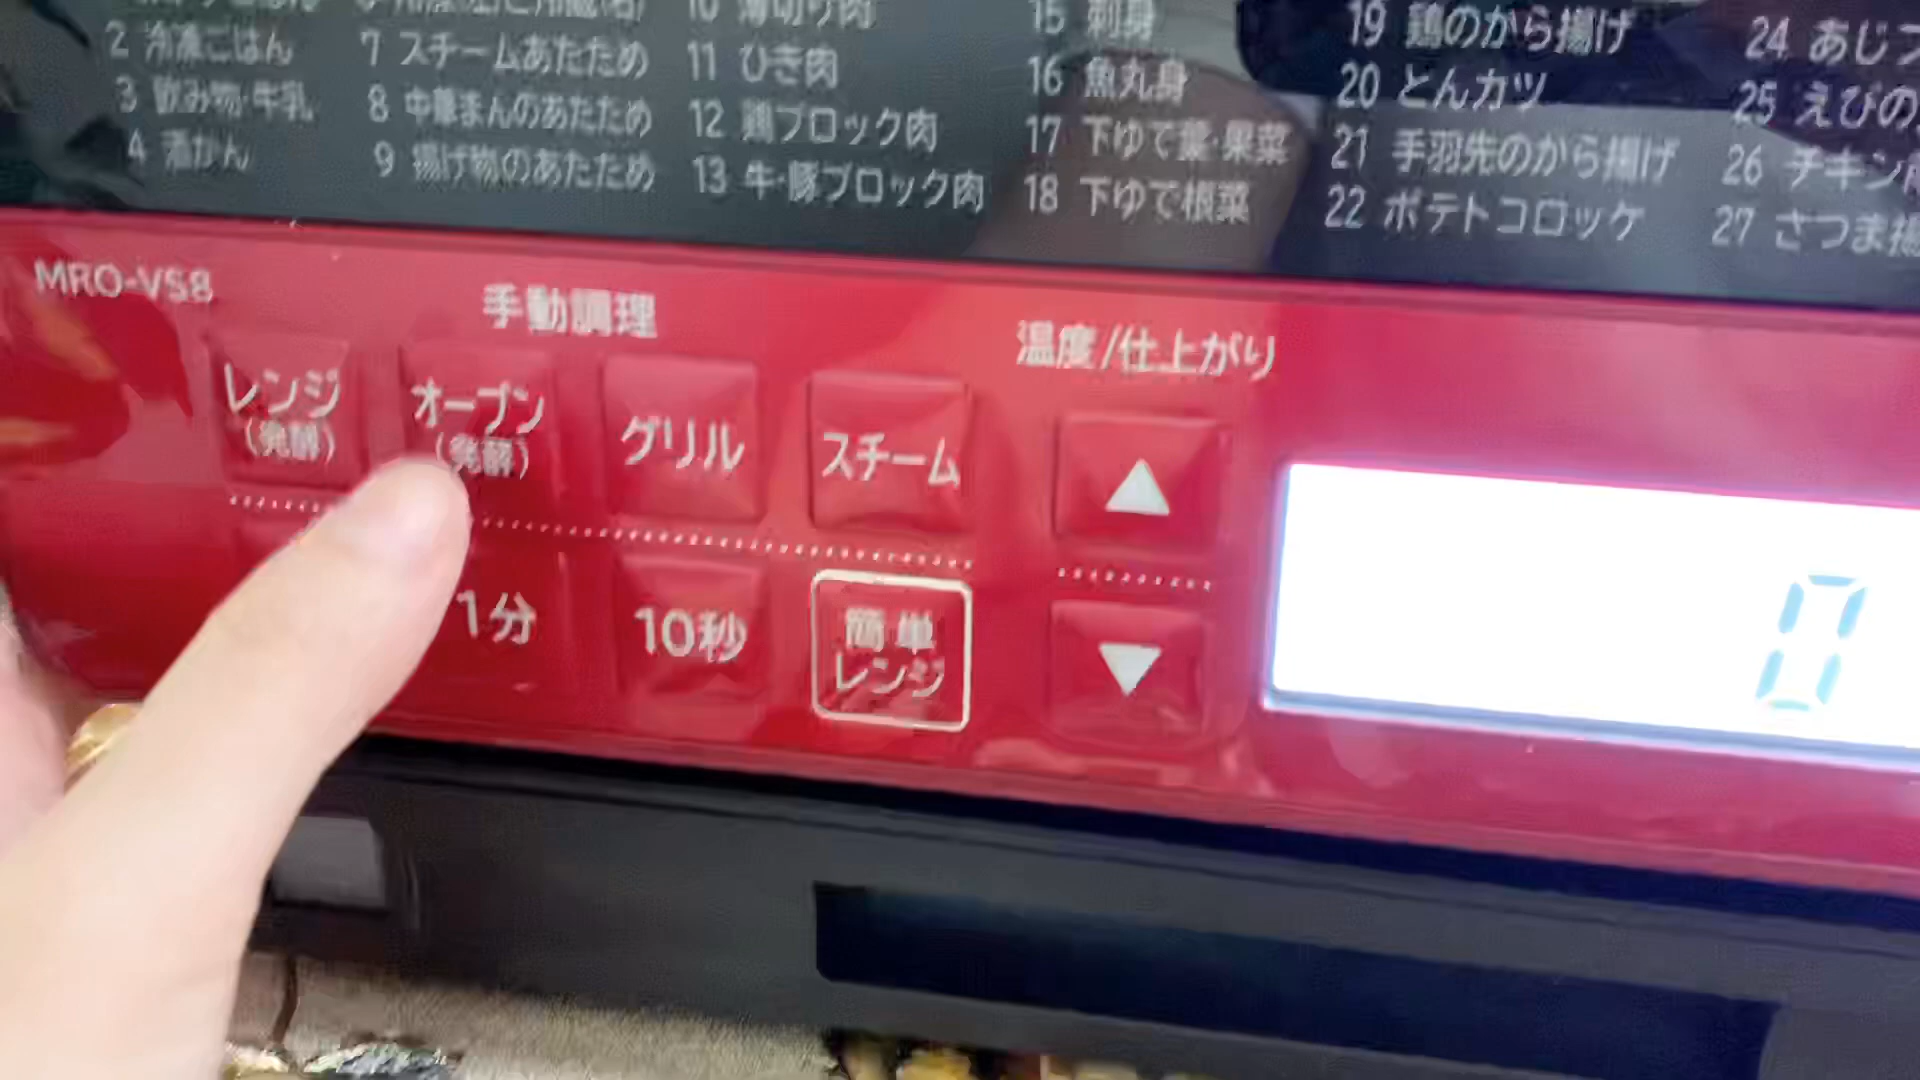 2 冷凍ごはん
3 飲み物・牛乳
4 酒かん
7 スチームあたため
8 中華まんのあたため
9 揚げ物のあたため
10 薄切り肉
11 ひき肉
12 鶏ブロック肉
13 牛・豚ブロック肉
15 刺身
16 魚丸身
17 下ゆで葉・果菜
18 下ゆで根菜
19 鶏のから揚げ
20 とんカツ
21 手羽先のから揚げ
22 ポテトコロッケ
24 あじフ
25 えびの
26 チキン南
27 さつま揚
MRO-VS8
手動調理
温度/仕上がり
レンジ
(発酵)
オーブン
(発酵)
グリル
スチーム
1分
10秒
簡単
レンジ
0